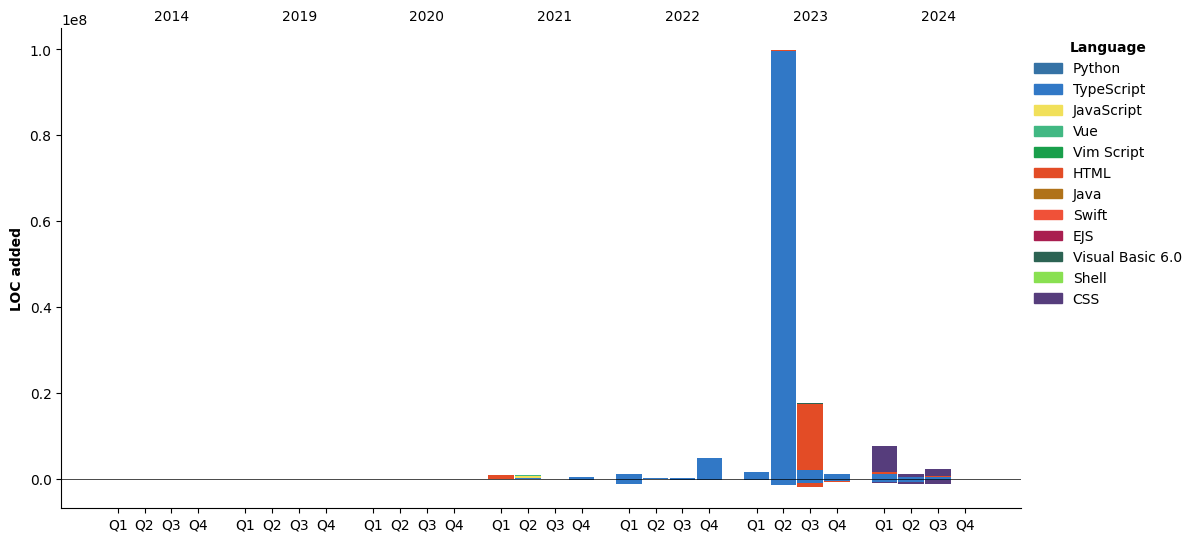 1e8
2014 2019 2020 2021 2022 2023 2024
LOC added
1.0
0.8
0.6
0.4
0.2
0.0
Q1 Q2 Q3 Q4 Q1 Q2 Q3 Q4 Q1 Q2 Q3 Q4 Q1 Q2 Q3 Q4 Q1 Q2 Q3 Q4 Q1 Q2 Q3 Q4 Q1 Q2 Q3 Q4
Language
Python
TypeScript
JavaScript
Vue
Vim Script
HTML
Java
Swift
EJS
Visual Basic 6.0
Shell
CSS